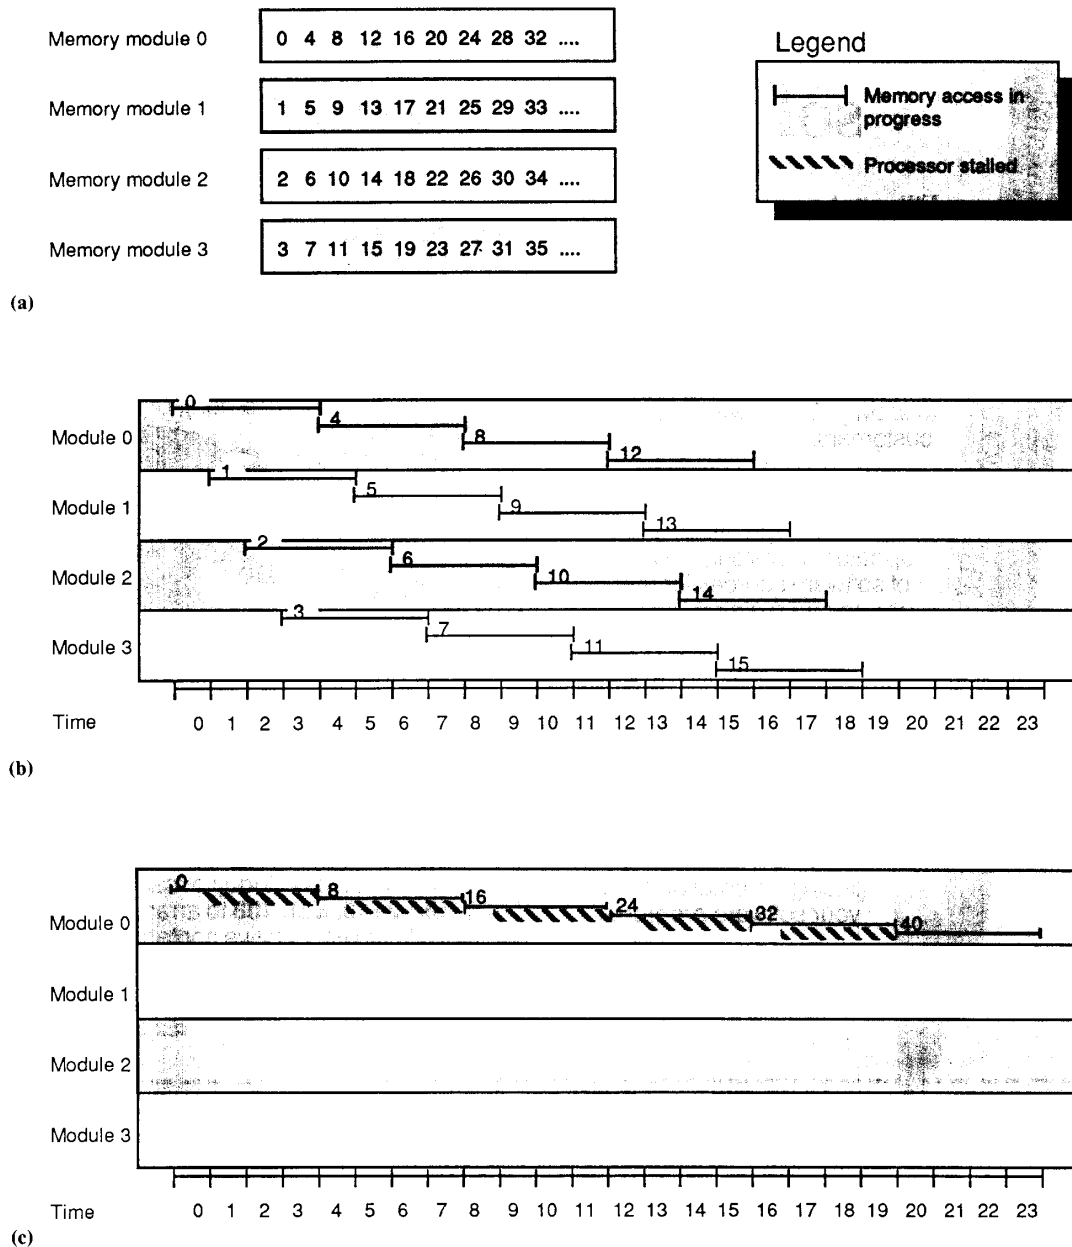 Memory module 0 0 4 8 12 16 20 24 28 32 ....
Memory module 1 1 5 9 13 17 21 25 29 33 ....
Memory module 2 2 6 10 14 18 22 26 30 34 ....
Memory module 3 3 7 11 15 19 23 27 31 35 ....
Legend
Memory access in
progress
Processor stalled
(a)
Module 0 0 4 8 12
Module 1 1 5 9 13
Module 2 2 6 10 14
Module 3 3 7 11 15
Time 0 1 2 3 4 5 6 7 8 9 10 11 12 13 14 15 16 17 18 19 20 21 22 23
(b)
Module 0 0 8 16 24 32 40
Module 1
Module 2
Module 3
Time 0 1 2 3 4 5 6 7 8 9 10 11 12 13 14 15 16 17 18 19 20 21 22 23
(c)